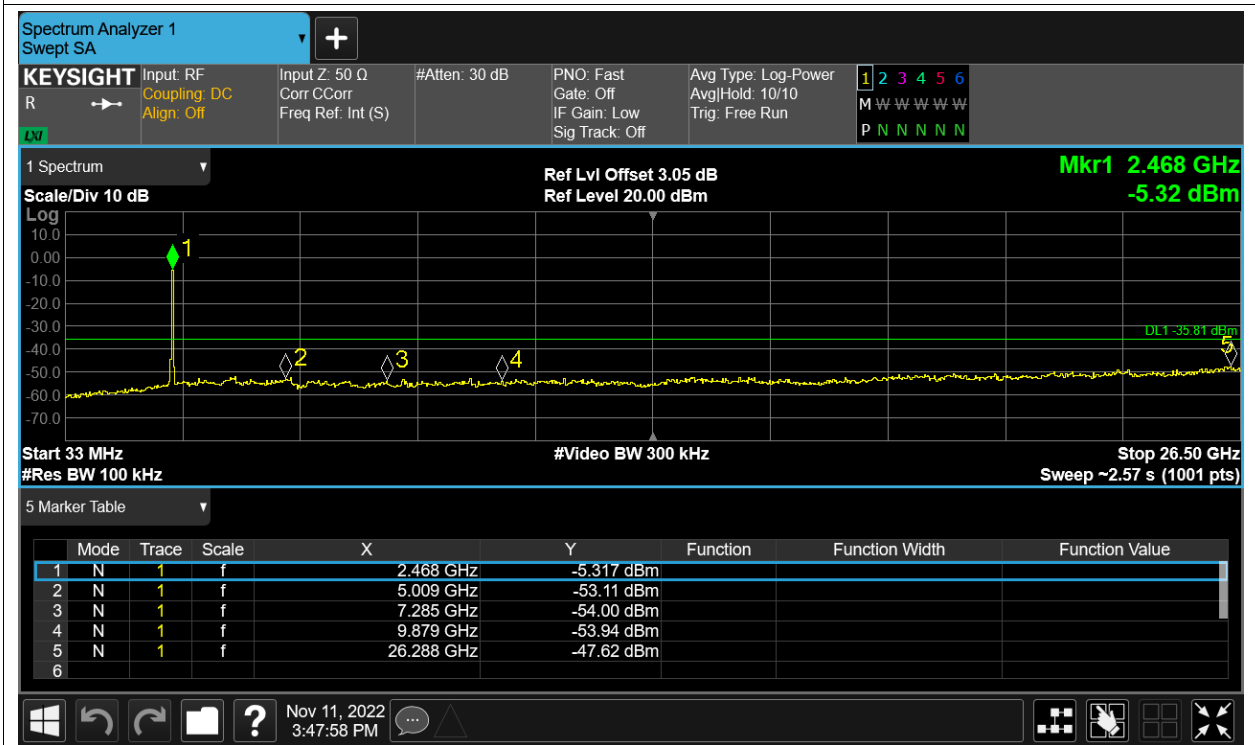 Spectrum Analyzer 1
Swept SA
KEYSIGHT
R
LXI
Input: RF
Coupling: DC
Align: Off
Input Z: 50 Ω
Corr CCorr
Freq Ref: Int (S)
#Atten: 30 dB
PNO: Fast
Gate: Off
IF Gain: Low
Sig Track: Off
Avg Type: Log-Power
Avg|Hold: 10/10
Trig: Free Run
1 2 3 4 5 6
M W W W W W
P N N N N N
1 Spectrum
Scale/Div 10 dB
Ref Lvl Offset 3.05 dB
Ref Level 20.00 dBm
Mkr1 2.468 GHz
-5.32 dBm
Log
10.0
0.00
-10.0
-20.0
-30.0
-40.0
-50.0
-60.0
-70.0
1
2
3
4
5
DL1 -35.81 dBm
Start 33 MHz
#Res BW 100 kHz
#Video BW 300 kHz
Stop 26.50 GHz
Sweep ~2.57 s (1001 pts)
5 Marker Table
Mode Trace Scale X Y Function Function Width Function Value
1 N 1 f 2.468 GHz -5.317 dBm
2 N 1 f 5.009 GHz -53.11 dBm
3 N 1 f 7.285 GHz -54.00 dBm
4 N 1 f 9.879 GHz -53.94 dBm
5 N 1 f 26.288 GHz -47.62 dBm
6
?
Nov 11, 2022
3:47:58 PM